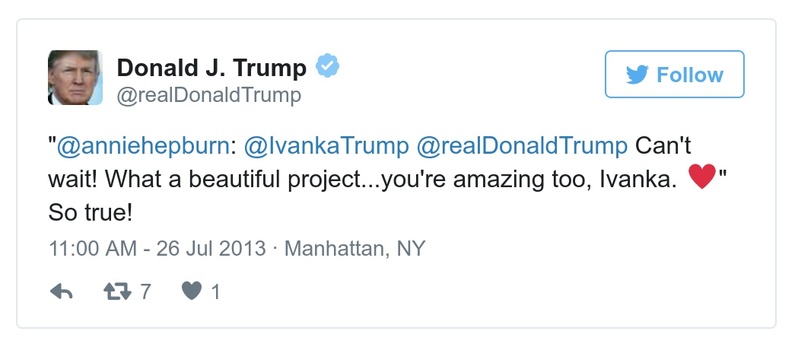 Donald J. Trump
@realDonaldTrump
Follow
"@anniehepburn: @IvankaTrump @realDonaldTrump Can't
wait! What a beautiful project...you're amazing too, Ivanka. ❤️"
So true!
11:00 AM - 26 Jul 2013 · Manhattan, NY
7 1